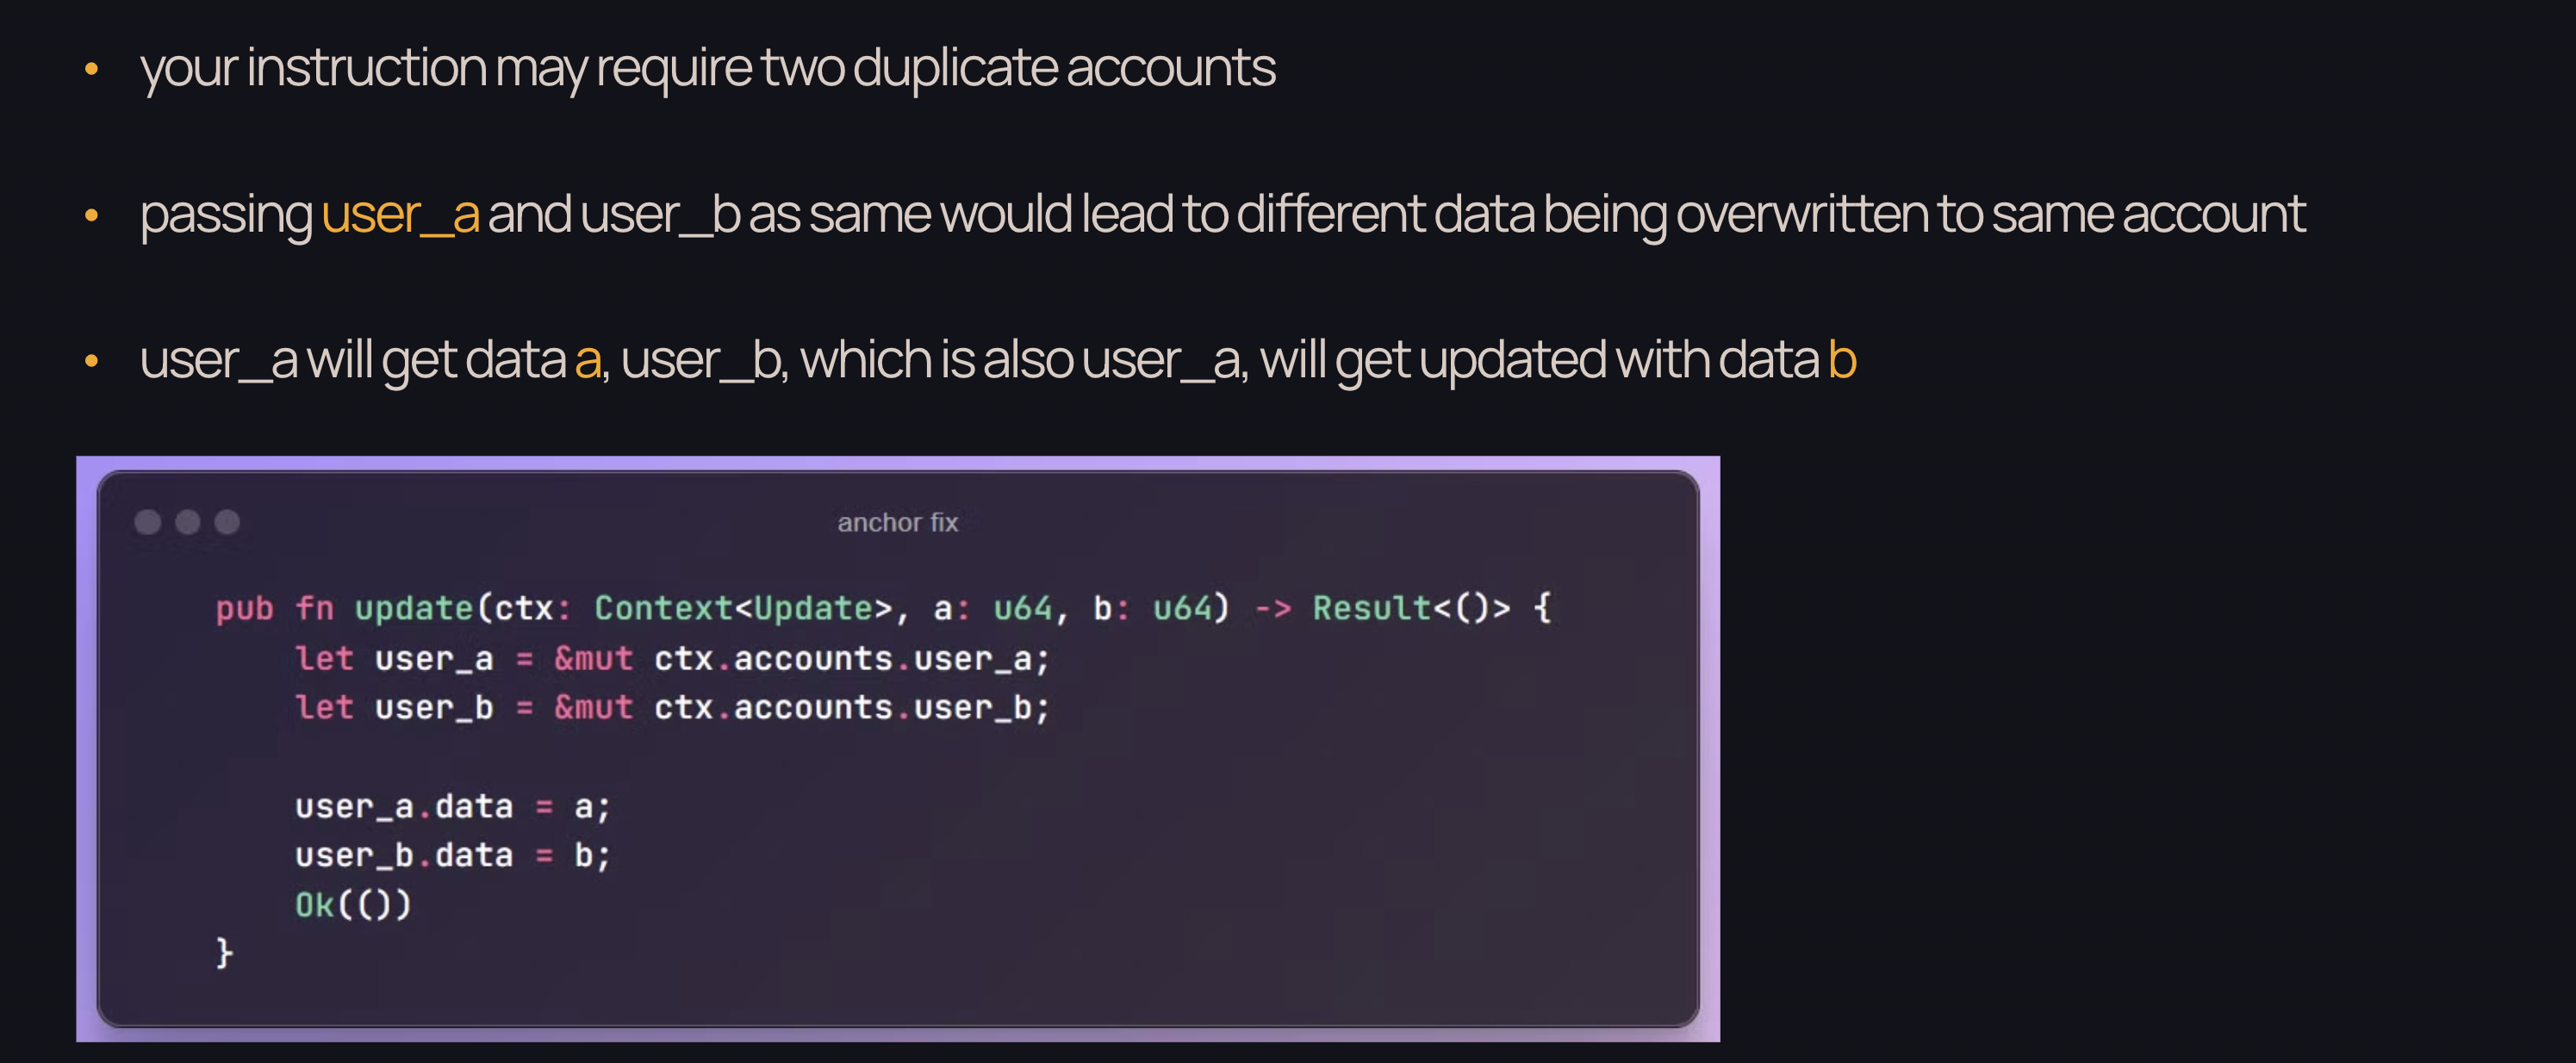 • your instruction may require two duplicate accounts
• passing user_a and user_b as same would lead to different data being overwritten to same account
• user_a will get data a, user_b, which is also user_a, will get updated with data b
anchor fix
pub fn update(ctx: Context<Update>, a: u64, b: u64) -> Result<()> {
    let user_a = &mut ctx.accounts.user_a;
    let user_b = &mut ctx.accounts.user_b;

    user_a.data = a;
    user_b.data = b;
    Ok(())
}